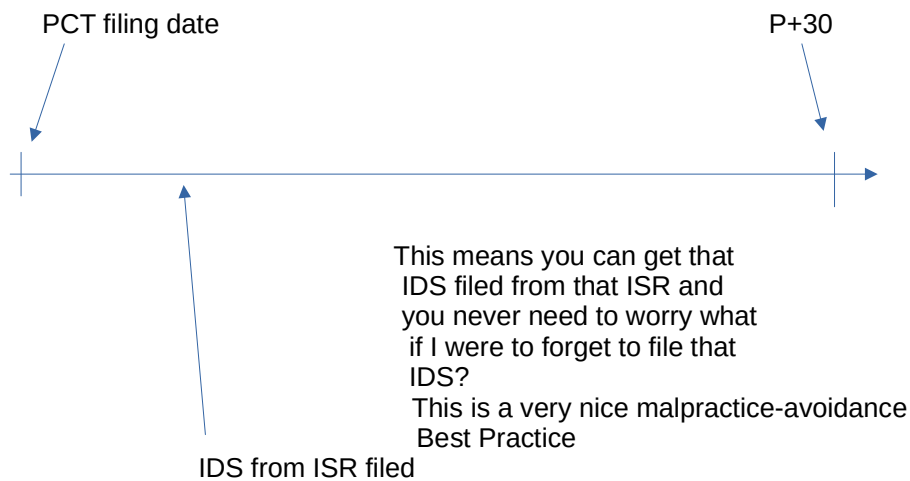 PCT filing date
P+30
This means you can get that
IDS filed from that ISR and
you never need to worry what
if I were to forget to file that
IDS?
This is a very nice malpractice-avoidance
Best Practice
IDS from ISR filed